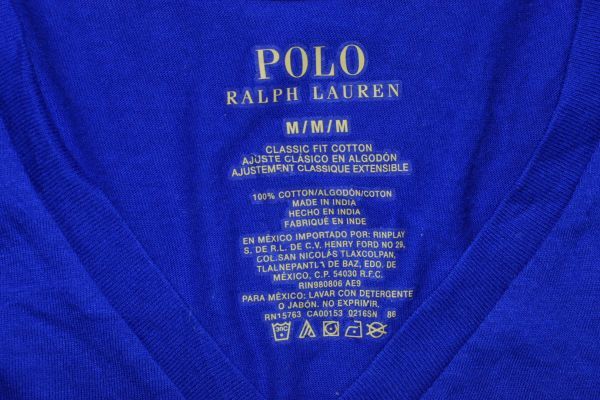 POLO
RALPH LAUREN
M/M/M
CLASSIC FIT COTTON
AJUSTE CLÁSICO EN ALGODÓN
AJUSTEMENT CLASSIQUE EXTENSIBLE
100% COTTON/ALGODÓN/COTON
MADE IN INDIA
HECHO EN INDIA
FABRIQUÉ EN INDE
EN MÉXICO IMPORTADO POR: RINPLAY
S. DE R.L. DE C.V. HENRY FORD NO 29,
COL.SAN NICOLÁS TLAXCOLPAN,
TLALNEPANTLA DE BAZ, EDO. DE
MÉXICO, C.P. 54030 R.F.C.
RIN980806 AE9
PARA MÉXICO: LAVAR CON DETERGENTE
O JABÓN. NO EXPRIMIR.
RN15763 CA00153 0216SN 86
30C